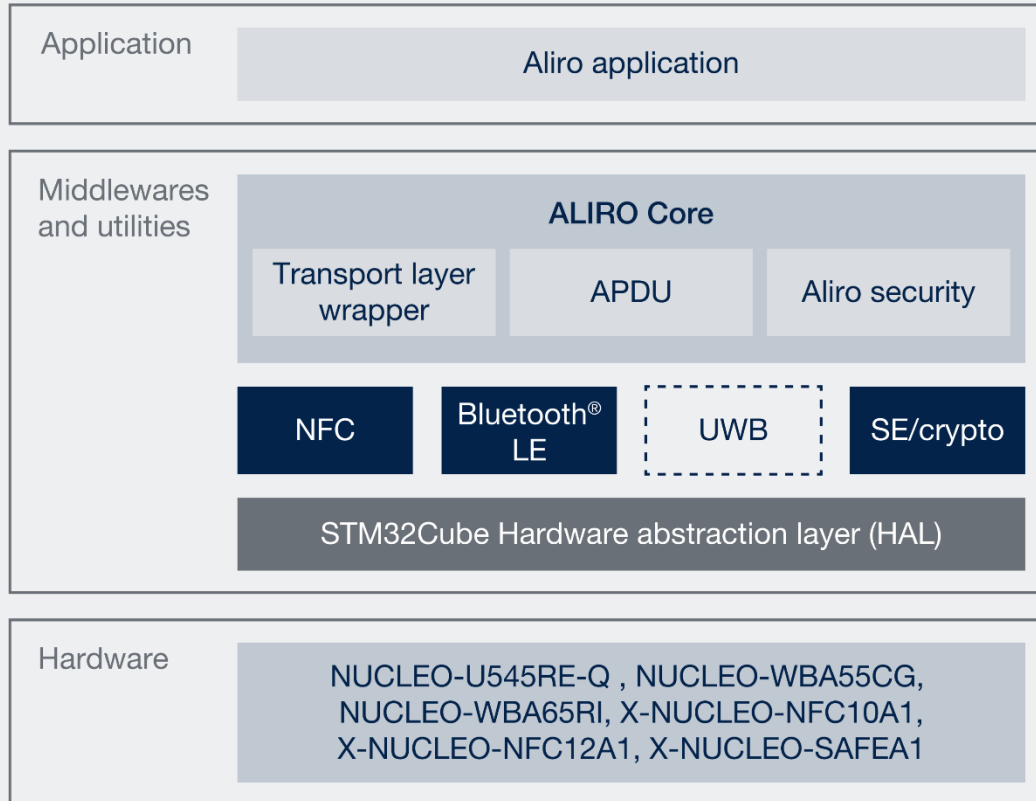 Application
Aliro application
Middlewares
and utilities
ALIRO Core
Transport layer
wrapper
APDU
Aliro security
NFC
Bluetooth®
LE
UWB
SE/crypto
STM32Cube Hardware abstraction layer (HAL)
Hardware
NUCLEO-U545RE-Q , NUCLEO-WBA55CG,
NUCLEO-WBA65RI, X-NUCLEO-NFC10A1,
X-NUCLEO-NFC12A1, X-NUCLEO-SAFEA1